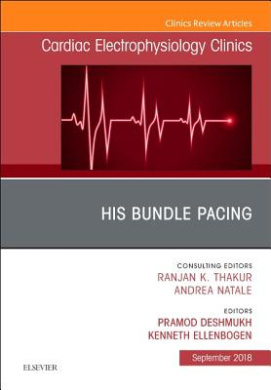 Clinics Review Articles
Cardiac Electrophysiology Clinics
HIS BUNDLE PACING
CONSULTING EDITORS
RANJAN K. THAKUR
ANDREA NATALE
EDITORS
PRAMOD DESHMUKH
KENNETH ELLENBOGEN
ELSEVIER
September 2018